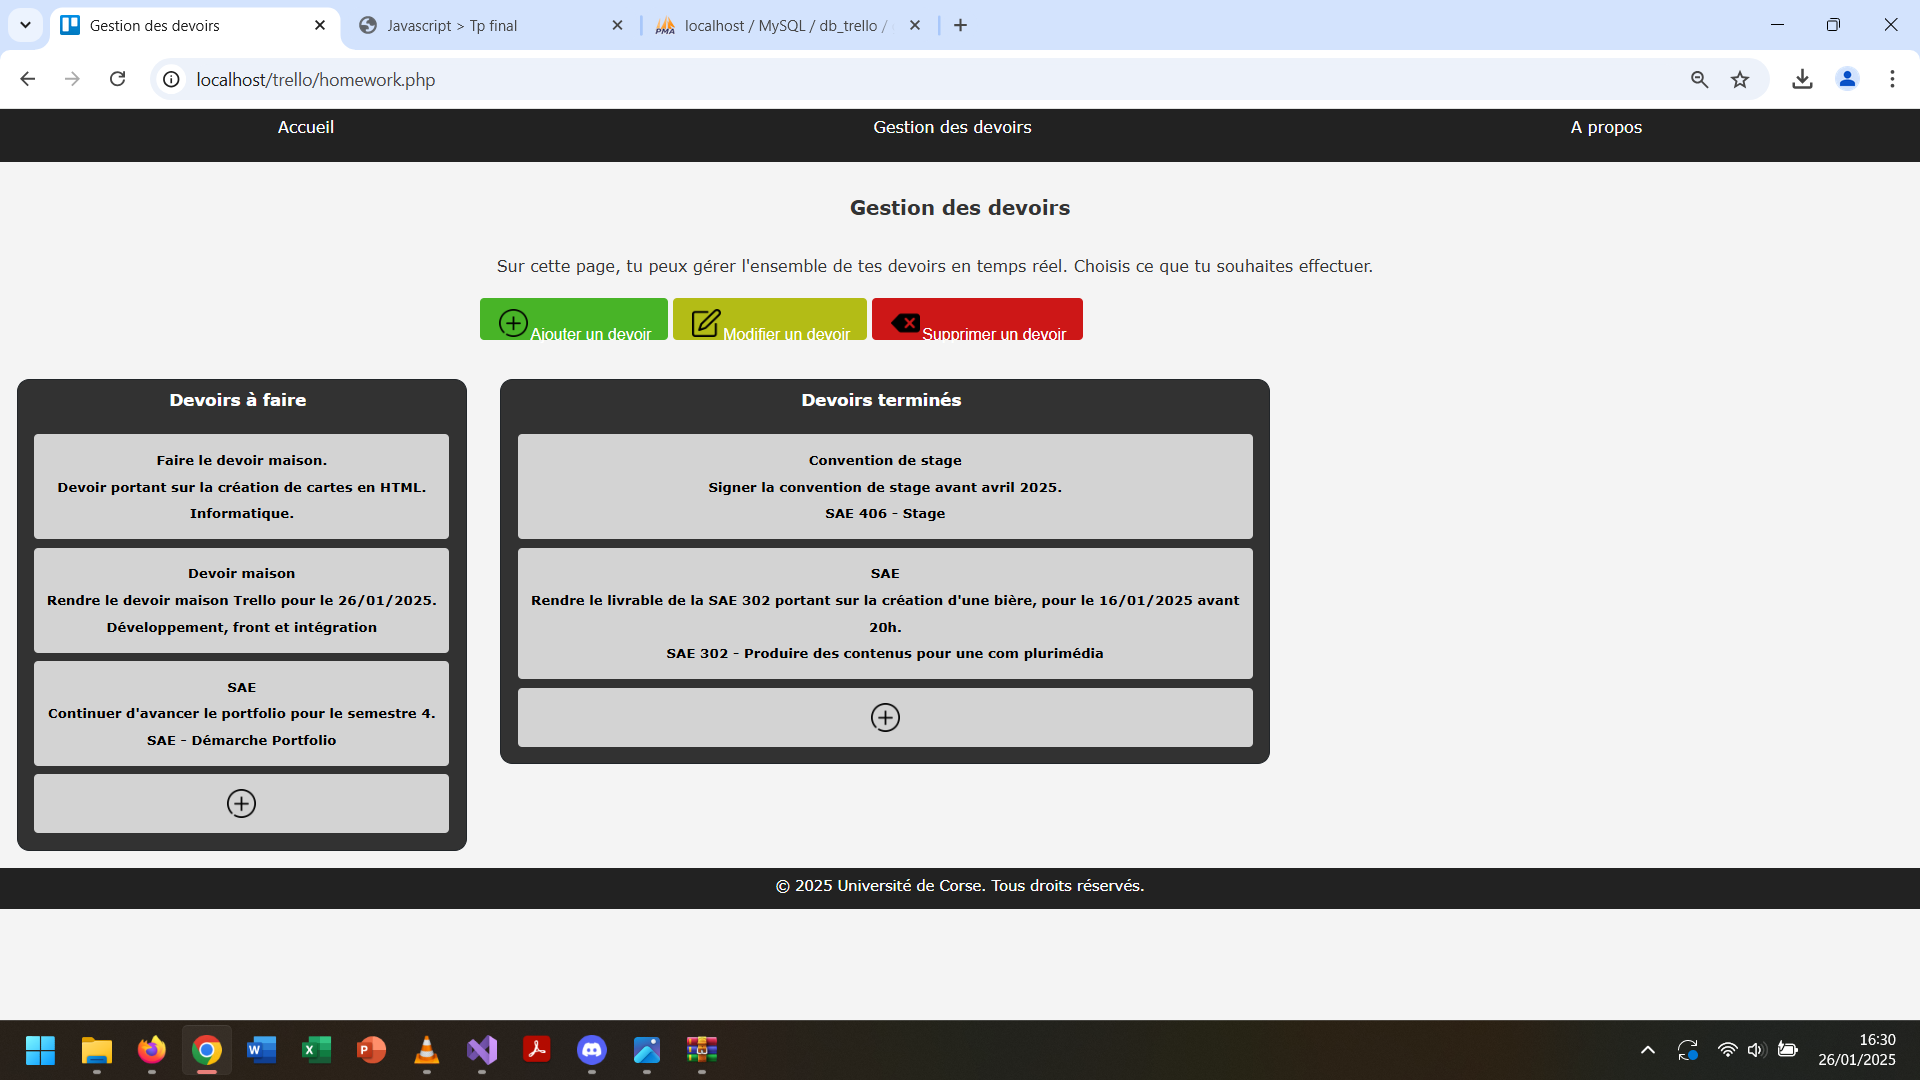 Gestion des devoirs
Javascript > Tp final
localhost / MySQL / db_trello /
localhost/trello/homework.php
Accueil
Gestion des devoirs
A propos
Gestion des devoirs
Sur cette page, tu peux gérer l'ensemble de tes devoirs en temps réel. Choisis ce que tu souhaites effectuer.
Ajouter un devoir
Modifier un devoir
Supprimer un devoir
Devoirs à faire
Faire le devoir maison.
Devoir portant sur la création de cartes en HTML.
Informatique.
Devoir maison
Rendre le devoir maison Trello pour le 26/01/2025.
Développement, front et intégration
SAE
Continuer d'avancer le portfolio pour le semestre 4.
SAE - Démarche Portfolio
Devoirs terminés
Convention de stage
Signer la convention de stage avant avril 2025.
SAE 406 - Stage
SAE
Rendre le livrable de la SAE 302 portant sur la création d'une bière, pour le 16/01/2025 avant
20h.
SAE 302 - Produire des contenus pour une com plurimédia
© 2025 Université de Corse. Tous droits réservés.
16:30
26/01/2025